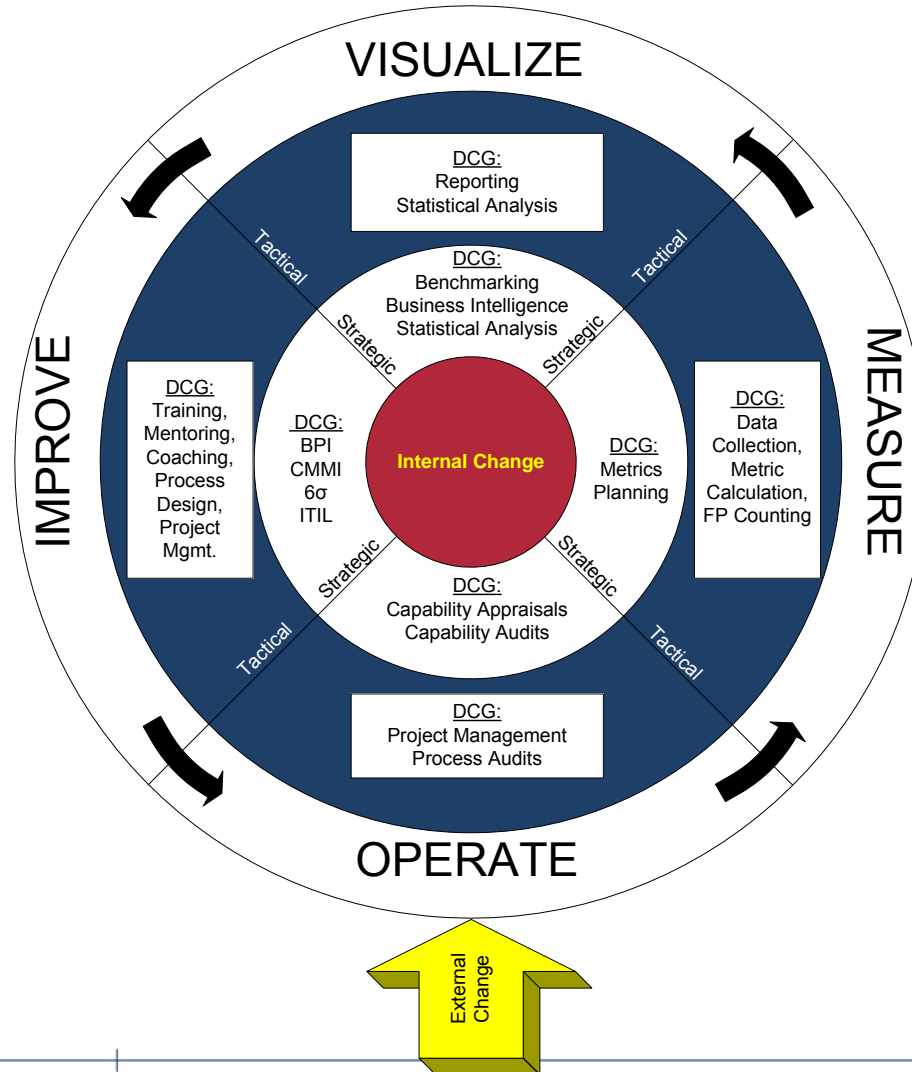 VISUALIZE
DCG:
Reporting
Statistical Analysis
Tactical
Tactical
DCG:
Benchmarking
Business Intelligence
Statistical Analysis
Strategic
Strategic
IMPROVE
MEASURE
DCG:
Training,
Mentoring,
Coaching,
Process
Design,
Project
Mgmt.
DCG:
BPI
CMMI
6σ
ITIL
Internal Change
DCG:
Metrics
Planning
DCG:
Data
Collection,
Metric
Calculation,
FP Counting
Strategic
Strategic
DCG:
Capability Appraisals
Capability Audits
Tactical
Tactical
DCG:
Project Management
Process Audits
OPERATE
External
Change